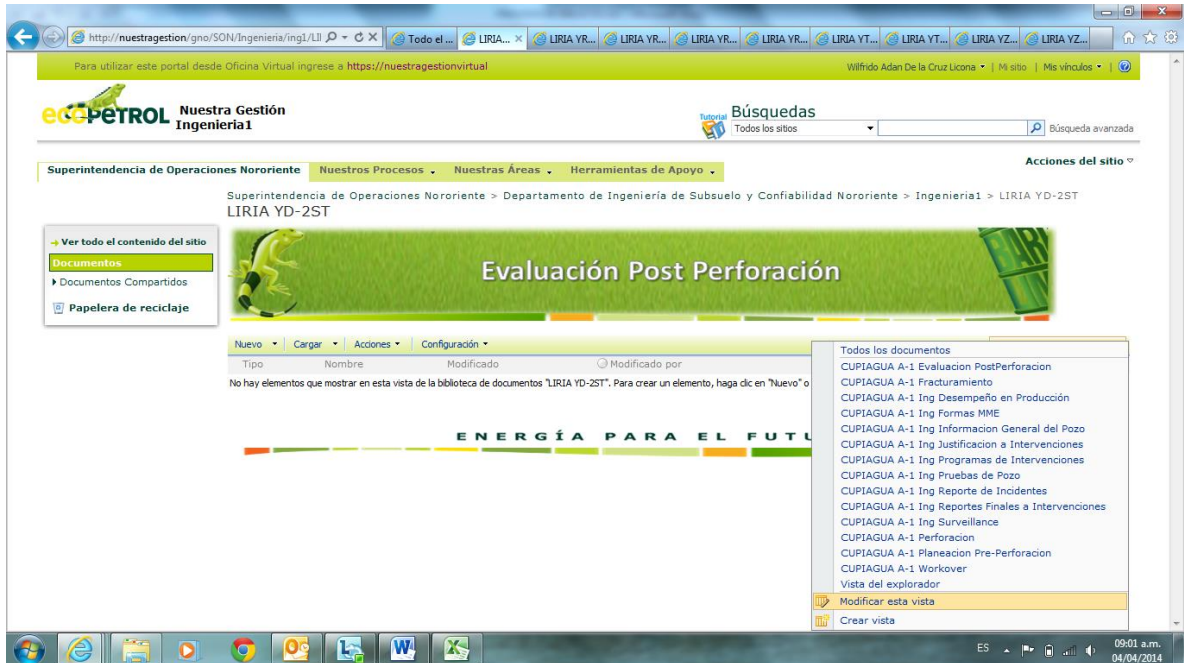 http://nuestragestion/gno/SON/Ingenieria/ing1/LII
Todo el ...
LIRIA...
LIRIA YR...
LIRIA YR...
LIRIA YR...
LIRIA YR...
LIRIA YT...
LIRIA YT...
LIRIA YZ...
LIRIA YZ...
Para utilizar este portal desde Oficina Virtual ingrese a https://nuestragestionvirtual
Wilfrido Adan De la Cruz Licona | Mi sitio | Mis vínculos |
ecopetrol
Nuestra Gestión
Ingenieria1
Tutorial
Búsquedas
Todos los sitios
Búsqueda avanzada
Superintendencia de Operaciones Nororiente
Nuestros Procesos
Nuestras Áreas
Herramientas de Apoyo
Acciones del sitio
Superintendencia de Operaciones Nororiente > Departamento de Ingeniería de Subsuelo y Confiabilidad Nororiente > Ingenieria1 > LIRIA YD-2ST
LIRIA YD-2ST
Ver todo el contenido del sitio
Documentos
Documentos Compartidos
Papelera de reciclaje
Evaluación Post Perforación
BARI
Nuevo
Cargar
Acciones
Configuración
Tipo
Nombre
Modificado
Modificado por
No hay elementos que mostrar en esta vista de la biblioteca de documentos "LIRIA YD-2ST". Para crear un elemento, haga clic en "Nuevo" o
ENERGÍA PARA EL FUTU
Todos los documentos
CUPIAGUA A-1 Evaluacion PostPerforacion
CUPIAGUA A-1 Fracturamiento
CUPIAGUA A-1 Ing Desempeño en Producción
CUPIAGUA A-1 Ing Formas MME
CUPIAGUA A-1 Ing Informacion General del Pozo
CUPIAGUA A-1 Ing Justificacion a Intervenciones
CUPIAGUA A-1 Ing Programas de Intervenciones
CUPIAGUA A-1 Ing Pruebas de Pozo
CUPIAGUA A-1 Ing Reporte de Incidentes
CUPIAGUA A-1 Ing Reportes Finales a Intervenciones
CUPIAGUA A-1 Ing Surveillance
CUPIAGUA A-1 Perforacion
CUPIAGUA A-1 Planeacion Pre-Perforacion
CUPIAGUA A-1 Workover
Vista del explorador
Modificar esta vista
Crear vista
ES
09:01 a.m.
04/04/2014